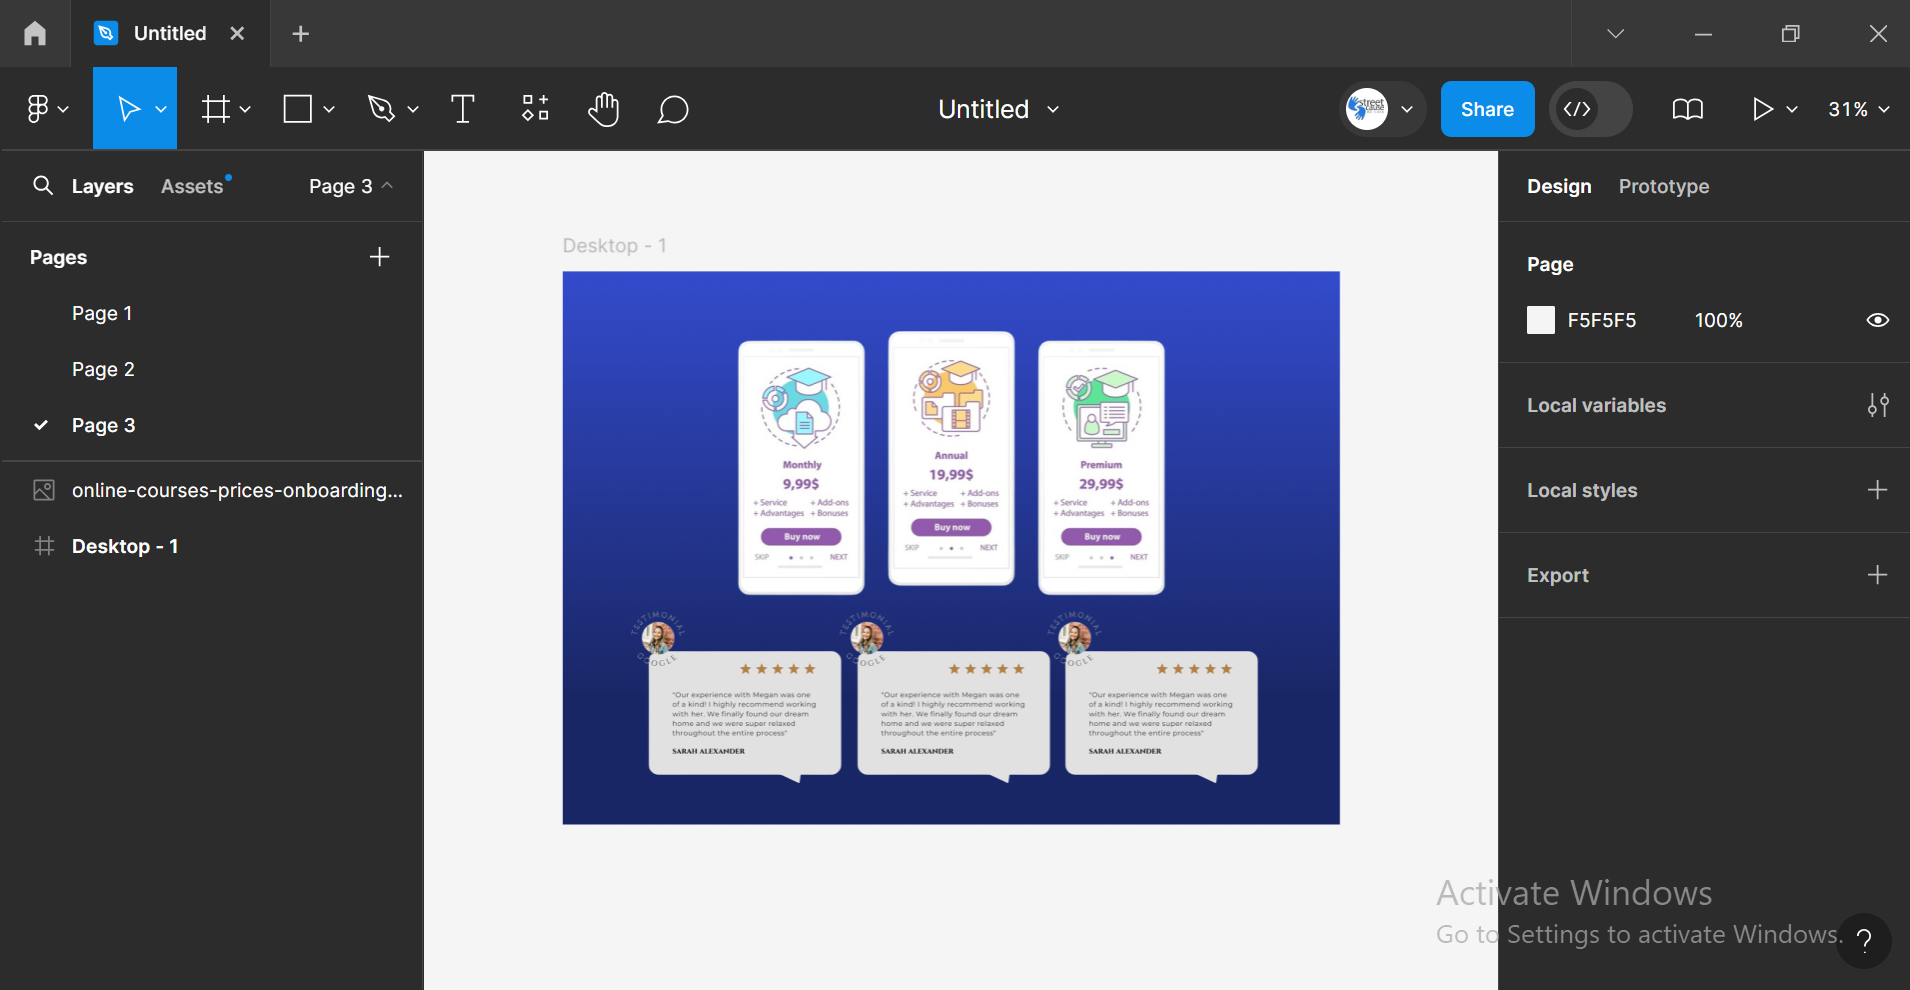 Untitled
Untitled
Share
31%
Layers
Assets
Page 3
Pages
Page 1
Page 2
Page 3
online-courses-prices-onboarding...
Desktop - 1
Desktop - 1
Monthly
9,99$
+ Service + Add-ons
+ Advantages + Bonuses
Buy now
SKIP NEXT
Annual
19,99$
+ Service + Add-ons
+ Advantages + Bonuses
Buy now
SKIP NEXT
Premium
29,99$
+ Service + Add-ons
+ Advantages + Bonuses
Buy now
SKIP NEXT
TESTIMONIAL
GOOGLE
"Our experience with Megan was one
of a kind! I highly recommend working
with her. We finally found our dream
home and we were super relaxed
throughout the entire process"
SARAH ALEXANDER
TESTIMONIAL
GOOGLE
"Our experience with Megan was one
of a kind! I highly recommend working
with her. We finally found our dream
home and we were super relaxed
throughout the entire process"
SARAH ALEXANDER
TESTIMONIAL
GOOGLE
"Our experience with Megan was one
of a kind! I highly recommend working
with her. We finally found our dream
home and we were super relaxed
throughout the entire process"
SARAH ALEXANDER
Design
Prototype
Page
F5F5F5 100%
Local variables
Local styles
Export
Activate Windows
Go to Settings to activate Windows.
street
cause